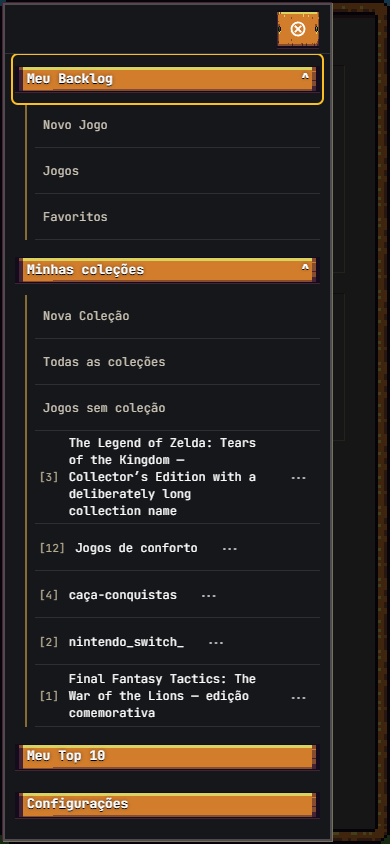 Meu Backlog ^
Novo Jogo
Jogos
Favoritos
Minhas coleções ^
Nova Coleção
Todas as coleções
Jogos sem coleção
The Legend of Zelda: Tears
of the Kingdom —
[3] Collector's Edition with a ---
deliberately long
collection name
[12] Jogos de conforto ---
[4] caça-conquistas ---
[2] nintendo_switch_ ---
Final Fantasy Tactics: The
[1] War of the Lions — edição ---
comemorativa
Meu Top 10
Configurações